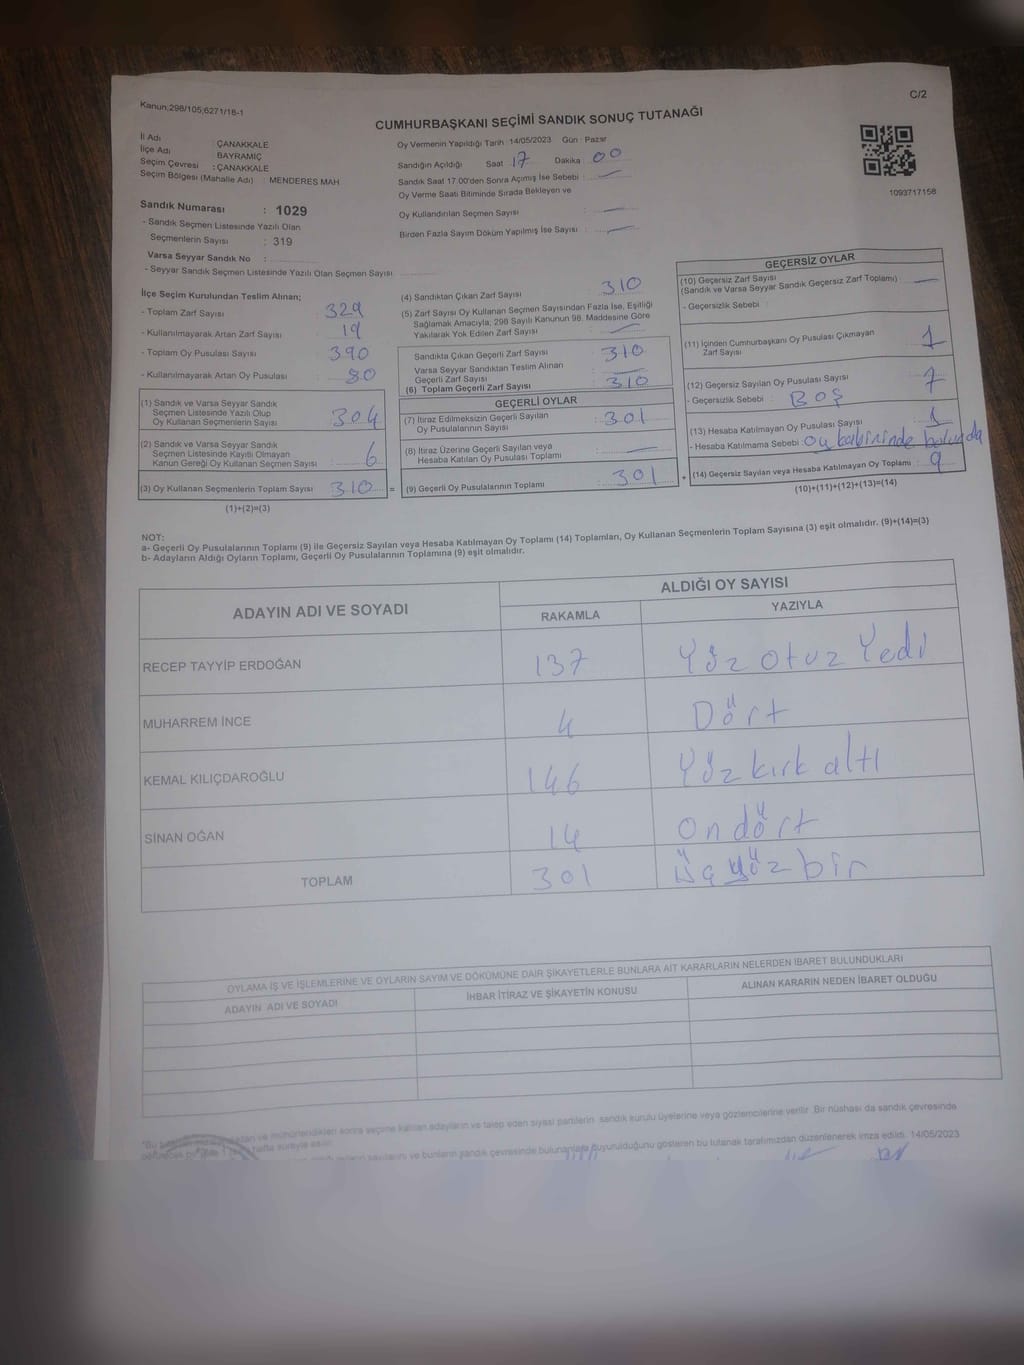 Kanun;298/105;6271/18-1
C/2
CUMHURBAŞKANI SEÇİMİ SANDIK SONUÇ TUTANAĞI
İl Adı : ÇANAKKALE
İlçe Adı : BAYRAMİÇ
Seçim Çevresi : ÇANAKKALE
Seçim Bölgesi (Mahalle Adı) : MENDERES MAH
Sandık Numarası : 1029
- Sandık Seçmen Listesinde Yazılı Olan
Seçmenlerin Sayısı : 319
Varsa Seyyar Sandık No :
- Seyyar Sandık Seçmen Listesinde Yazılı Olan Seçmen Sayısı
Oy Vermenin Yapıldığı Tarih :14/05/2023 Gün : Pazar
Sandığın Açıldığı Saat : 17 Dakika : 00
Sandık Saat 17.00'den Sonra Açımış İse Sebebi : —
Oy Verme Saati Bitiminde Sırada Bekleyen ve
Oy Kullandırılan Seçmen Sayısı : —
Birden Fazla Sayım Döküm Yapılmış İse Sayısı : —
1093717158
İlçe Seçim Kurulundan Teslim Alınan;
- Toplam Zarf Sayısı : 329
- Kullanılmayarak Artan Zarf Sayısı : 19
- Toplam Oy Pusulası Sayısı : 390
- Kullanılmayarak Artan Oy Pusulası : 80
(1) Sandık ve Varsa Seyyar Sandık
Seçmen Listesinde Yazılı Olup
Oy Kullanan Seçmenlerin Sayısı : 304
(2) Sandık ve Varsa Seyyar Sandık
Seçmen Listesinde Kayıtlı Olmayan
Kanun Gereği Oy Kullanan Seçmen Sayısı : 6
(3) Oy Kullanan Seçmenlerin Toplam Sayısı : 310 =
(1)+(2)=(3)
(4) Sandıktan Çıkan Zarf Sayısı : 310
(5) Zarf Sayısı Oy Kullanan Seçmen Sayısından Fazla İse, Eşitliği
Sağlamak Amacıyla, 298 Sayılı Kanunun 98. Maddesine Göre
Yakılarak Yok Edilen Zarf Sayısı : —
Sandıkta Çıkan Geçerli Zarf Sayısı : 310
Varsa Seyyar Sandıktan Teslim Alınan
Geçerli Zarf Sayısı : —
(6) Toplam Geçerli Zarf Sayısı : 310
GEÇERLİ OYLAR
(7) İtiraz Edilmeksizin Geçerli Sayılan
Oy Pusulalarının Sayısı : 301
(8) İtiraz Üzerine Geçerli Sayılan veya
Hesaba Katılan Oy Pusulası Toplamı : —
(9) Geçerli Oy Pusulalarının Toplamı : 301 +
GEÇERSİZ OYLAR
(10) Geçersiz Zarf Sayısı
(Sandık ve Varsa Seyyar Sandık Geçersiz Zarf Toplamı) : —
- Geçersizlik Sebebi :
(11) İçinden Cumhurbaşkanı Oy Pusulası Çıkmayan
Zarf Sayısı : 1
(12) Geçersiz Sayılan Oy Pusulası Sayısı : 7
- Geçersizlik Sebebi : BOŞ
(13) Hesaba Katılmayan Oy Pusulası Sayısı : 1
- Hesaba Katılmama Sebebi : Oy kabininde bulundu
(14) Geçersiz Sayılan veya Hesaba Katılmayan Oy Toplamı : 9
(10)+(11)+(12)+(13)=(14)
NOT:
a- Geçerli Oy Pusulalarının Toplamı (9) ile Geçersiz Sayılan veya Hesaba Katılmayan Oy Toplamı (14) Toplamları, Oy Kullanan Seçmenlerin Toplam Sayısına (3) eşit olmalıdır. (9)+(14)=(3)
b- Adayların Aldığı Oyların Toplamı, Geçerli Oy Pusulalarının Toplamına (9) eşit olmalıdır.
ADAYIN ADI VE SOYADI
ALDIĞI OY SAYISI
RAKAMLA YAZIYLA
RECEP TAYYİP ERDOĞAN 137 Yüz otuz Yedi
MUHARREM İNCE 4 Dört
KEMAL KILIÇDAROĞLU 146 Yüz kırk altı
SİNAN OĞAN 14 On dört
TOPLAM 301 üç yüz bir
OYLAMA İŞ VE İŞLEMLERİNE VE OYLARIN SAYIM VE DÖKÜMÜNE DAİR ŞİKAYETLERLE BUNLARA AİT KARARLARIN NELERDEN İBARET BULUNDUKLARI
ADAYIN ADI VE SOYADI İHBAR İTİRAZ VE ŞİKAYETİN KONUSU ALINAN KARARIN NEDEN İBARET OLDUĞU
ve mühürlendikten sonra seçime katılan adayların ve talep eden siyasi partilerin sandık kurulu üyelerine veya gözlemcilerine verilir. Bir nüshası da sandık çevresinde
hafta süreyle asılır.
sayılarını ve bunların sandık çevresinde bulunanlara duyurulduğunu gösteren bu tutanak tarafımızdan düzenlenerek imza edildi. 14/05/2023